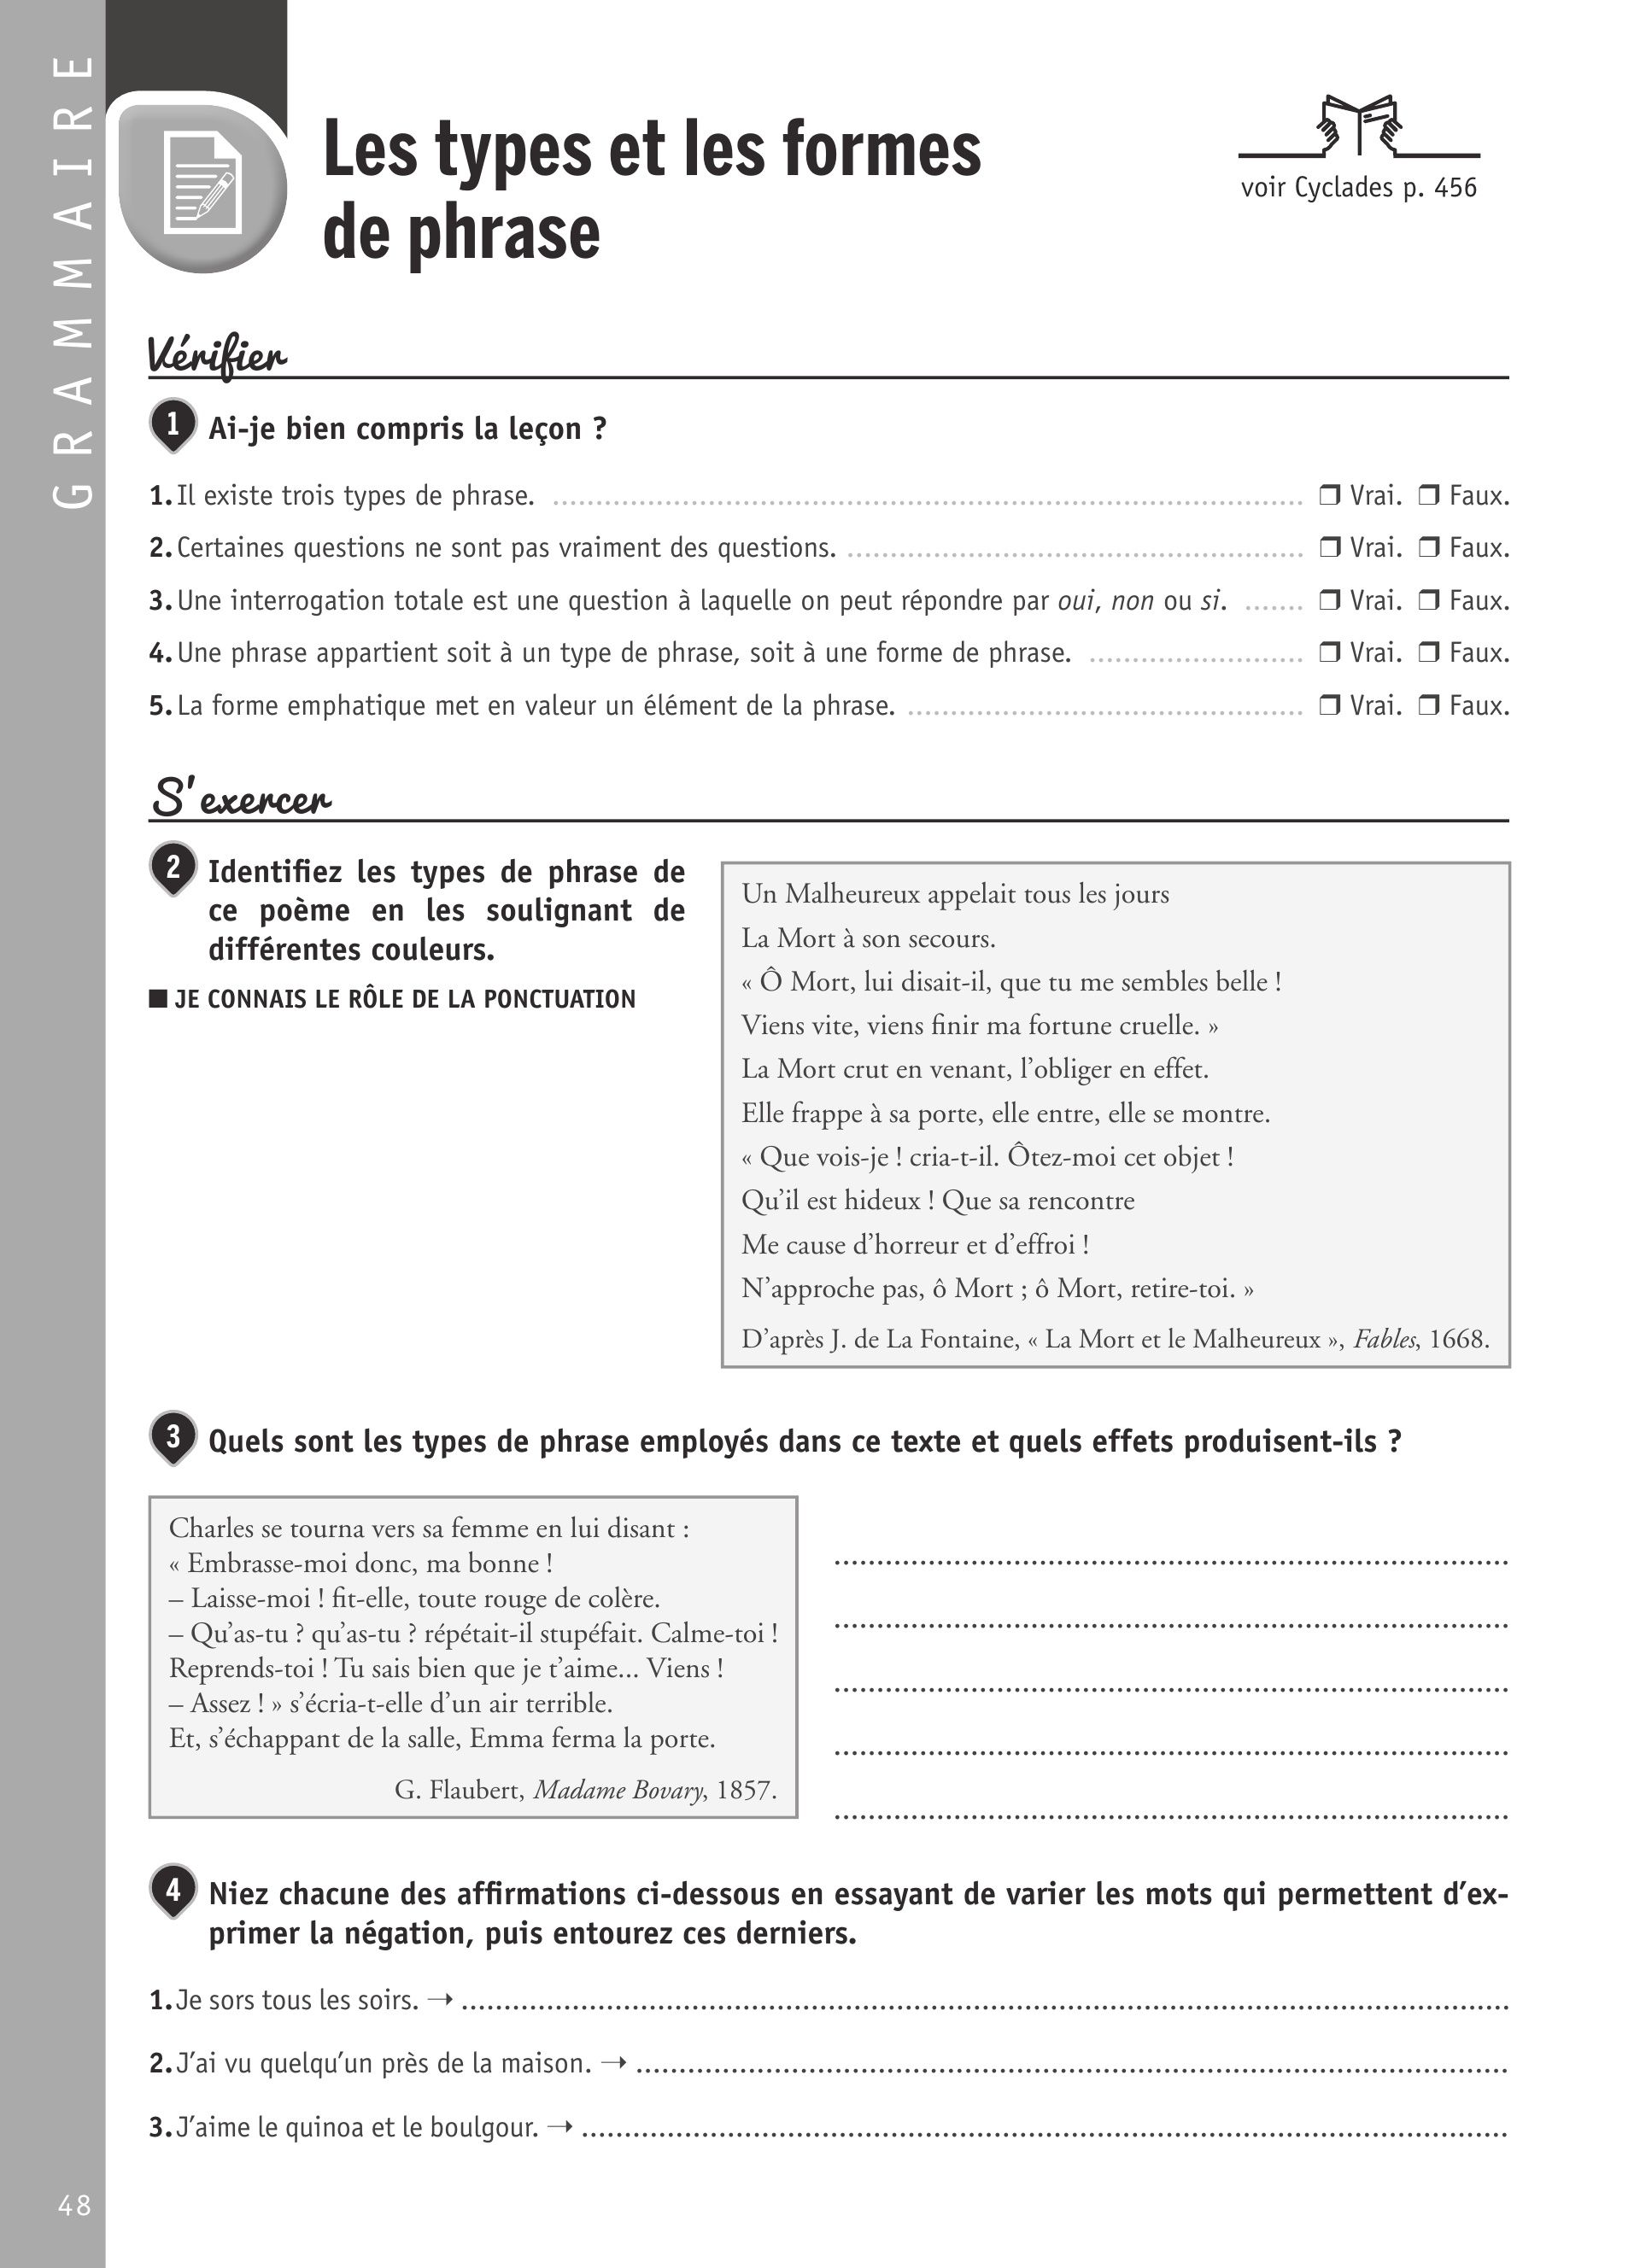 GRAMMAIRE
Les types et les formes
de phrase
voir Cyclades p. 456
Vérifier
1 Ai-je bien compris la leçon ?
1. Il existe trois types de phrase. ❒ Vrai. ❒ Faux.
2. Certaines questions ne sont pas vraiment des questions. ❒ Vrai. ❒ Faux.
3. Une interrogation totale est une question à laquelle on peut répondre par oui, non ou si. ❒ Vrai. ❒ Faux.
4. Une phrase appartient soit à un type de phrase, soit à une forme de phrase. ❒ Vrai. ❒ Faux.
5. La forme emphatique met en valeur un élément de la phrase. ❒ Vrai. ❒ Faux.
S'exercer
2 Identifiez les types de phrase de
ce poème en les soulignant de
différentes couleurs.
■ JE CONNAIS LE RÔLE DE LA PONCTUATION
Un Malheureux appelait tous les jours
La Mort à son secours.
« Ô Mort, lui disait-il, que tu me sembles belle !
Viens vite, viens finir ma fortune cruelle. »
La Mort crut en venant, l'obliger en effet.
Elle frappe à sa porte, elle entre, elle se montre.
« Que vois-je ! cria-t-il. Ôtez-moi cet objet !
Qu'il est hideux ! Que sa rencontre
Me cause d'horreur et d'effroi !
N'approche pas, ô Mort ; ô Mort, retire-toi. »
D'après J. de La Fontaine, « La Mort et le Malheureux », Fables, 1668.
3 Quels sont les types de phrase employés dans ce texte et quels effets produisent-ils ?
Charles se tourna vers sa femme en lui disant :
« Embrasse-moi donc, ma bonne !
– Laisse-moi ! fit-elle, toute rouge de colère.
– Qu'as-tu ? qu'as-tu ? répétait-il stupéfait. Calme-toi !
Reprends-toi ! Tu sais bien que je t'aime... Viens !
– Assez ! » s'écria-t-elle d'un air terrible.
Et, s'échappant de la salle, Emma ferma la porte.
G. Flaubert, Madame Bovary, 1857.
4 Niez chacune des affirmations ci-dessous en essayant de varier les mots qui permettent d'ex-
primer la négation, puis entourez ces derniers.
1. Je sors tous les soirs. →
2. J'ai vu quelqu'un près de la maison. →
3. J'aime le quinoa et le boulgour. →
48